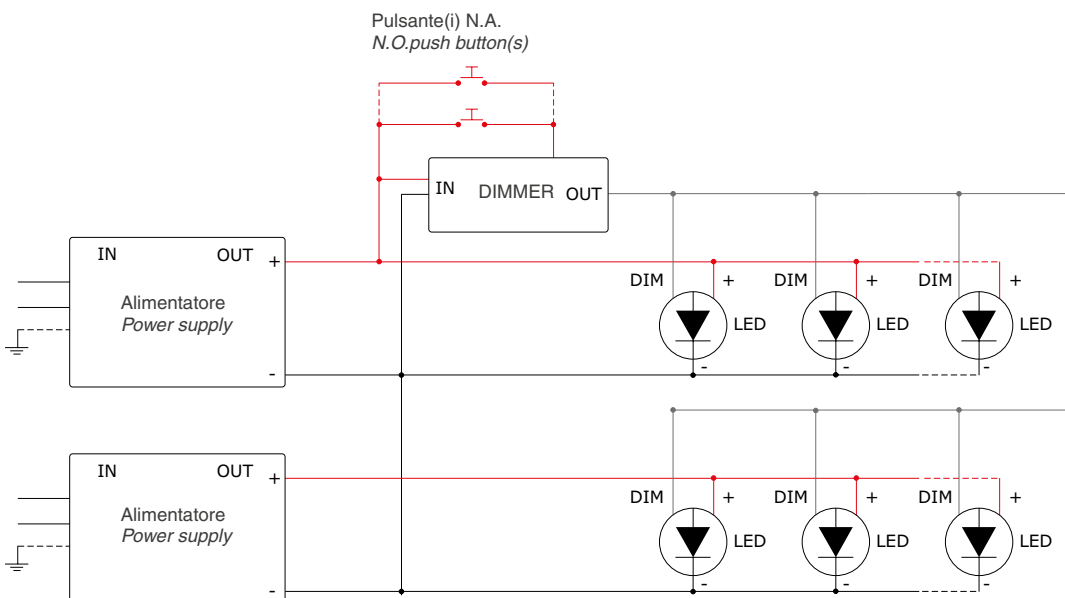 Pulsante(i) N.A.
N.O.push button(s)
IN DIMMER OUT
IN OUT +
Alimentatore
Power supply
-
DIM + DIM + DIM +
LED LED LED
- - -
IN OUT +
Alimentatore
Power supply
-
DIM + DIM + DIM +
LED LED LED
- - -